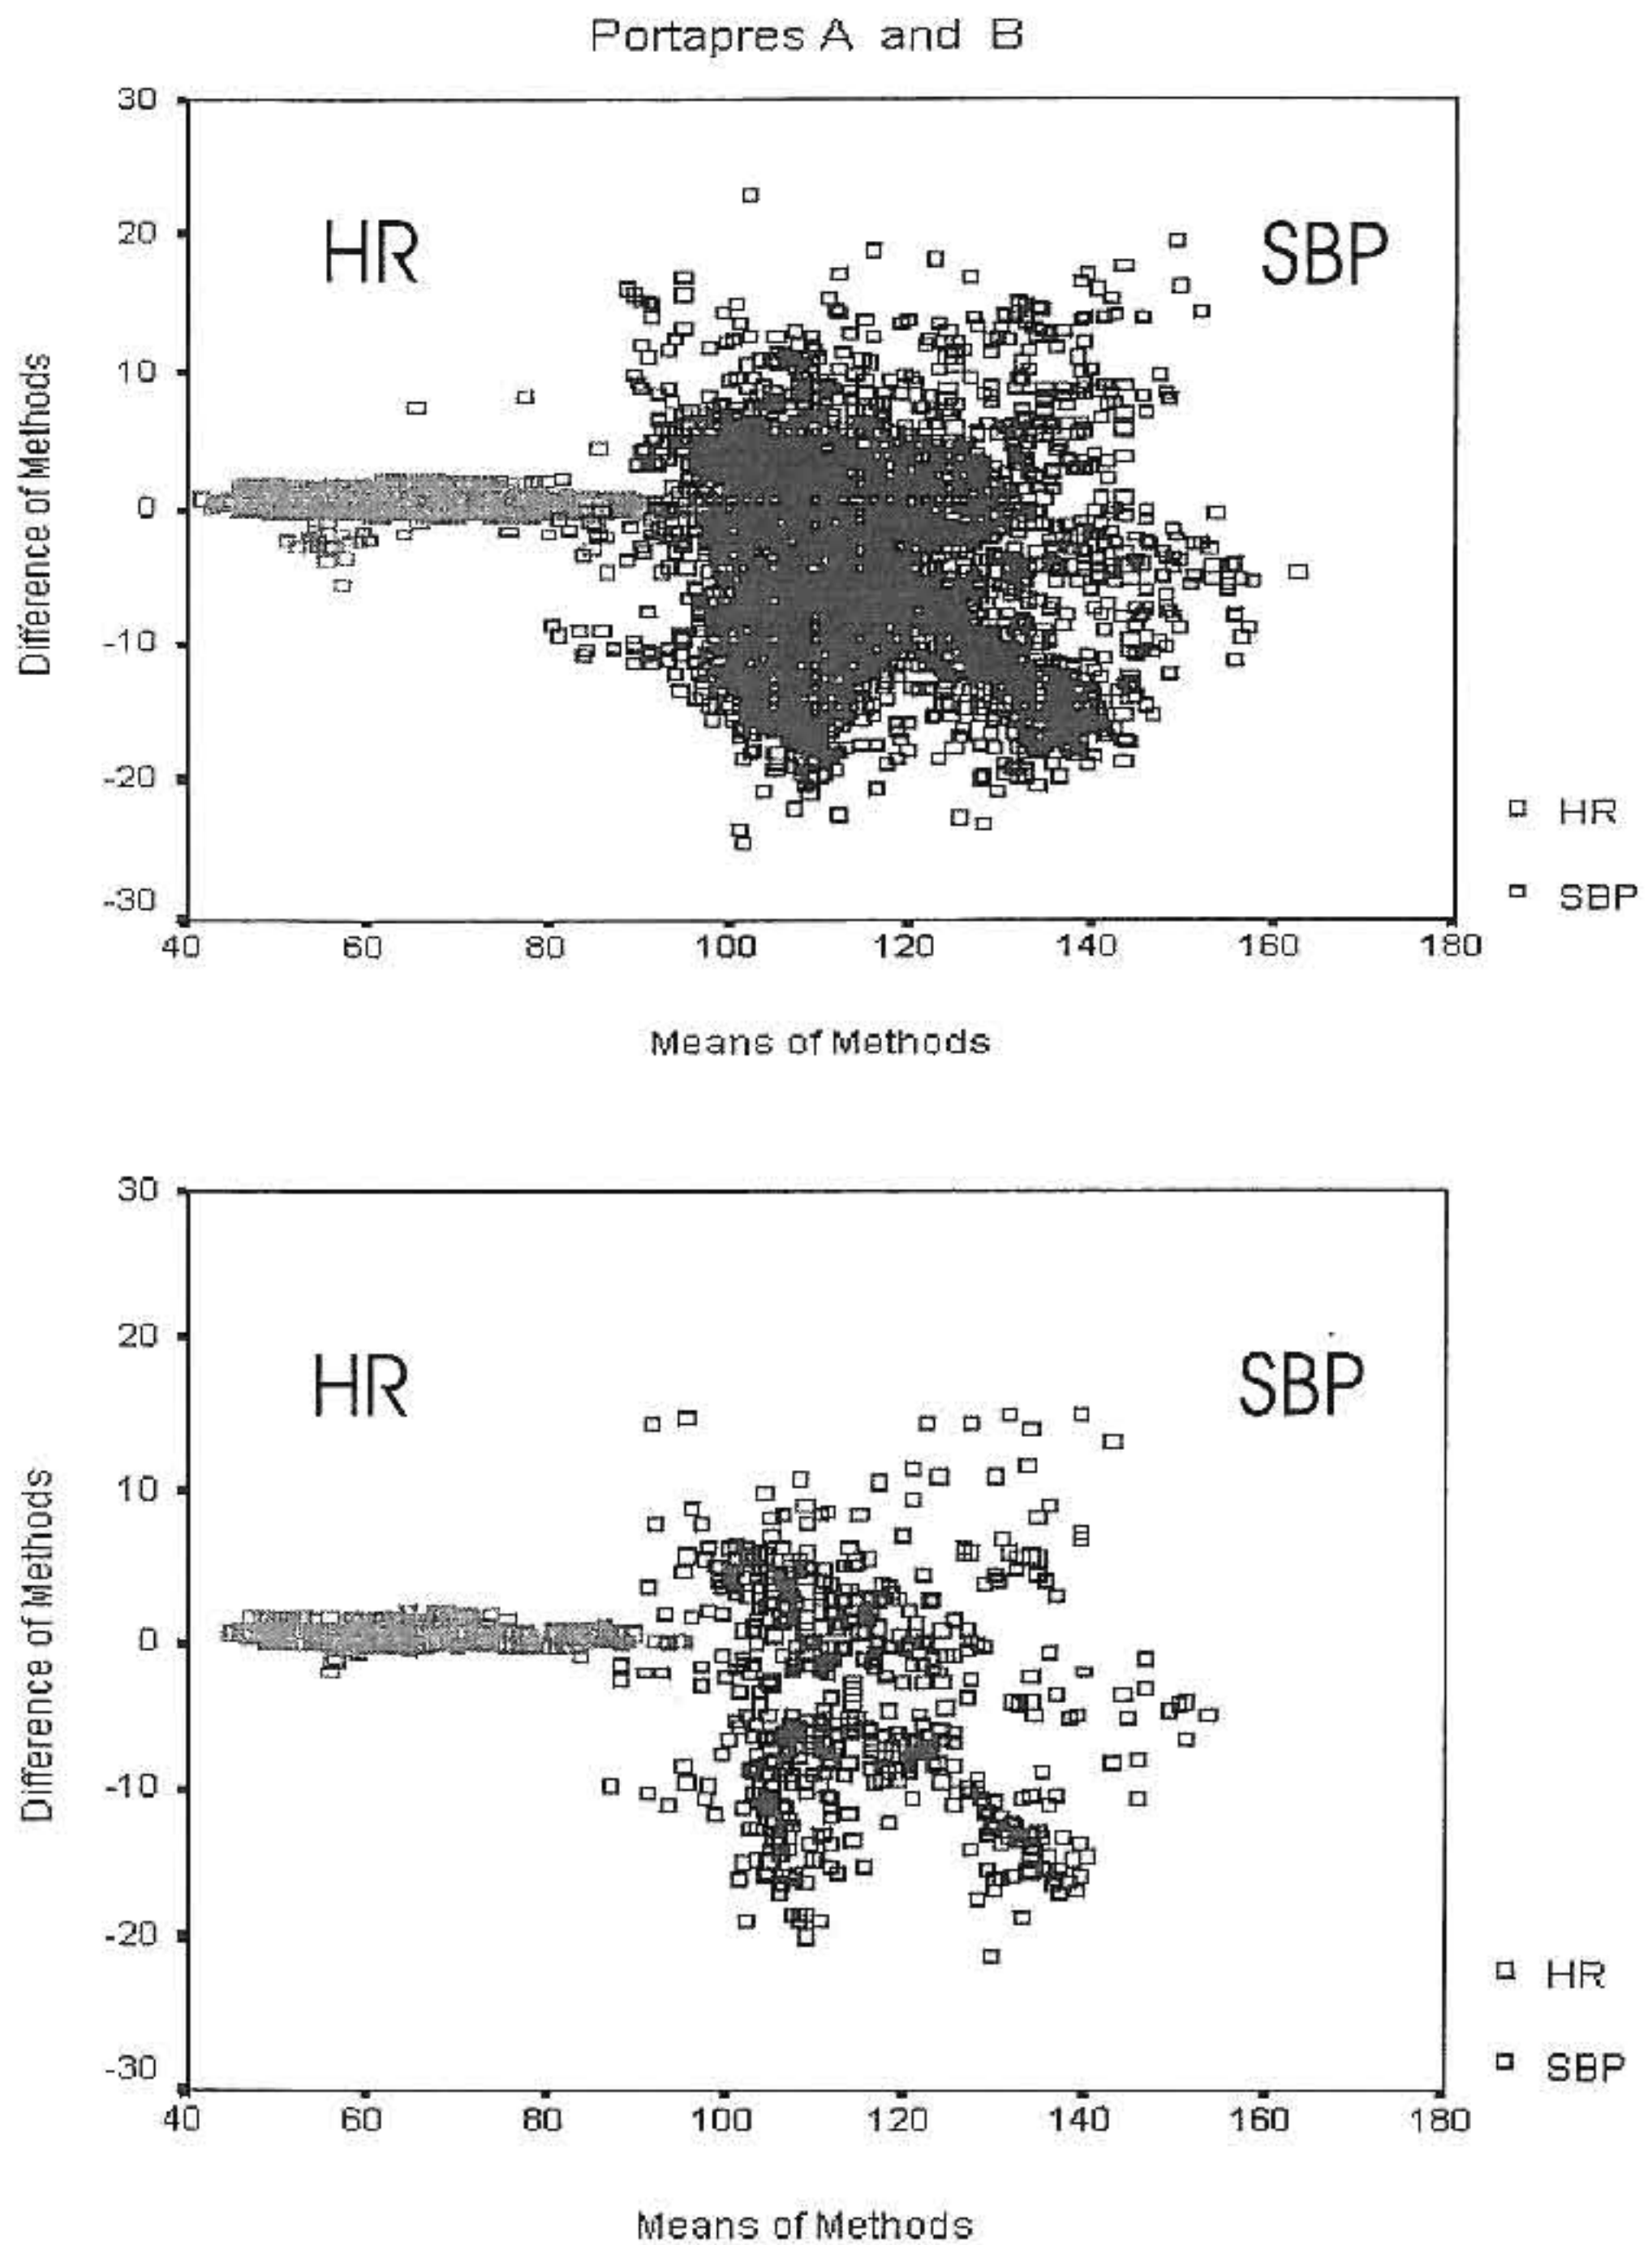 Portapres A and B
30
20
10
0
-10
-20
-30
Difference of Methods
HR
SBP
HR
SBP
40 60 80 100 120 140 160 180
Means of Methods
30
20
10
0
-10
-20
-30
Difference of Methods
HR
SBP
HR
SBP
40 60 80 100 120 140 160 180
Means of Methods